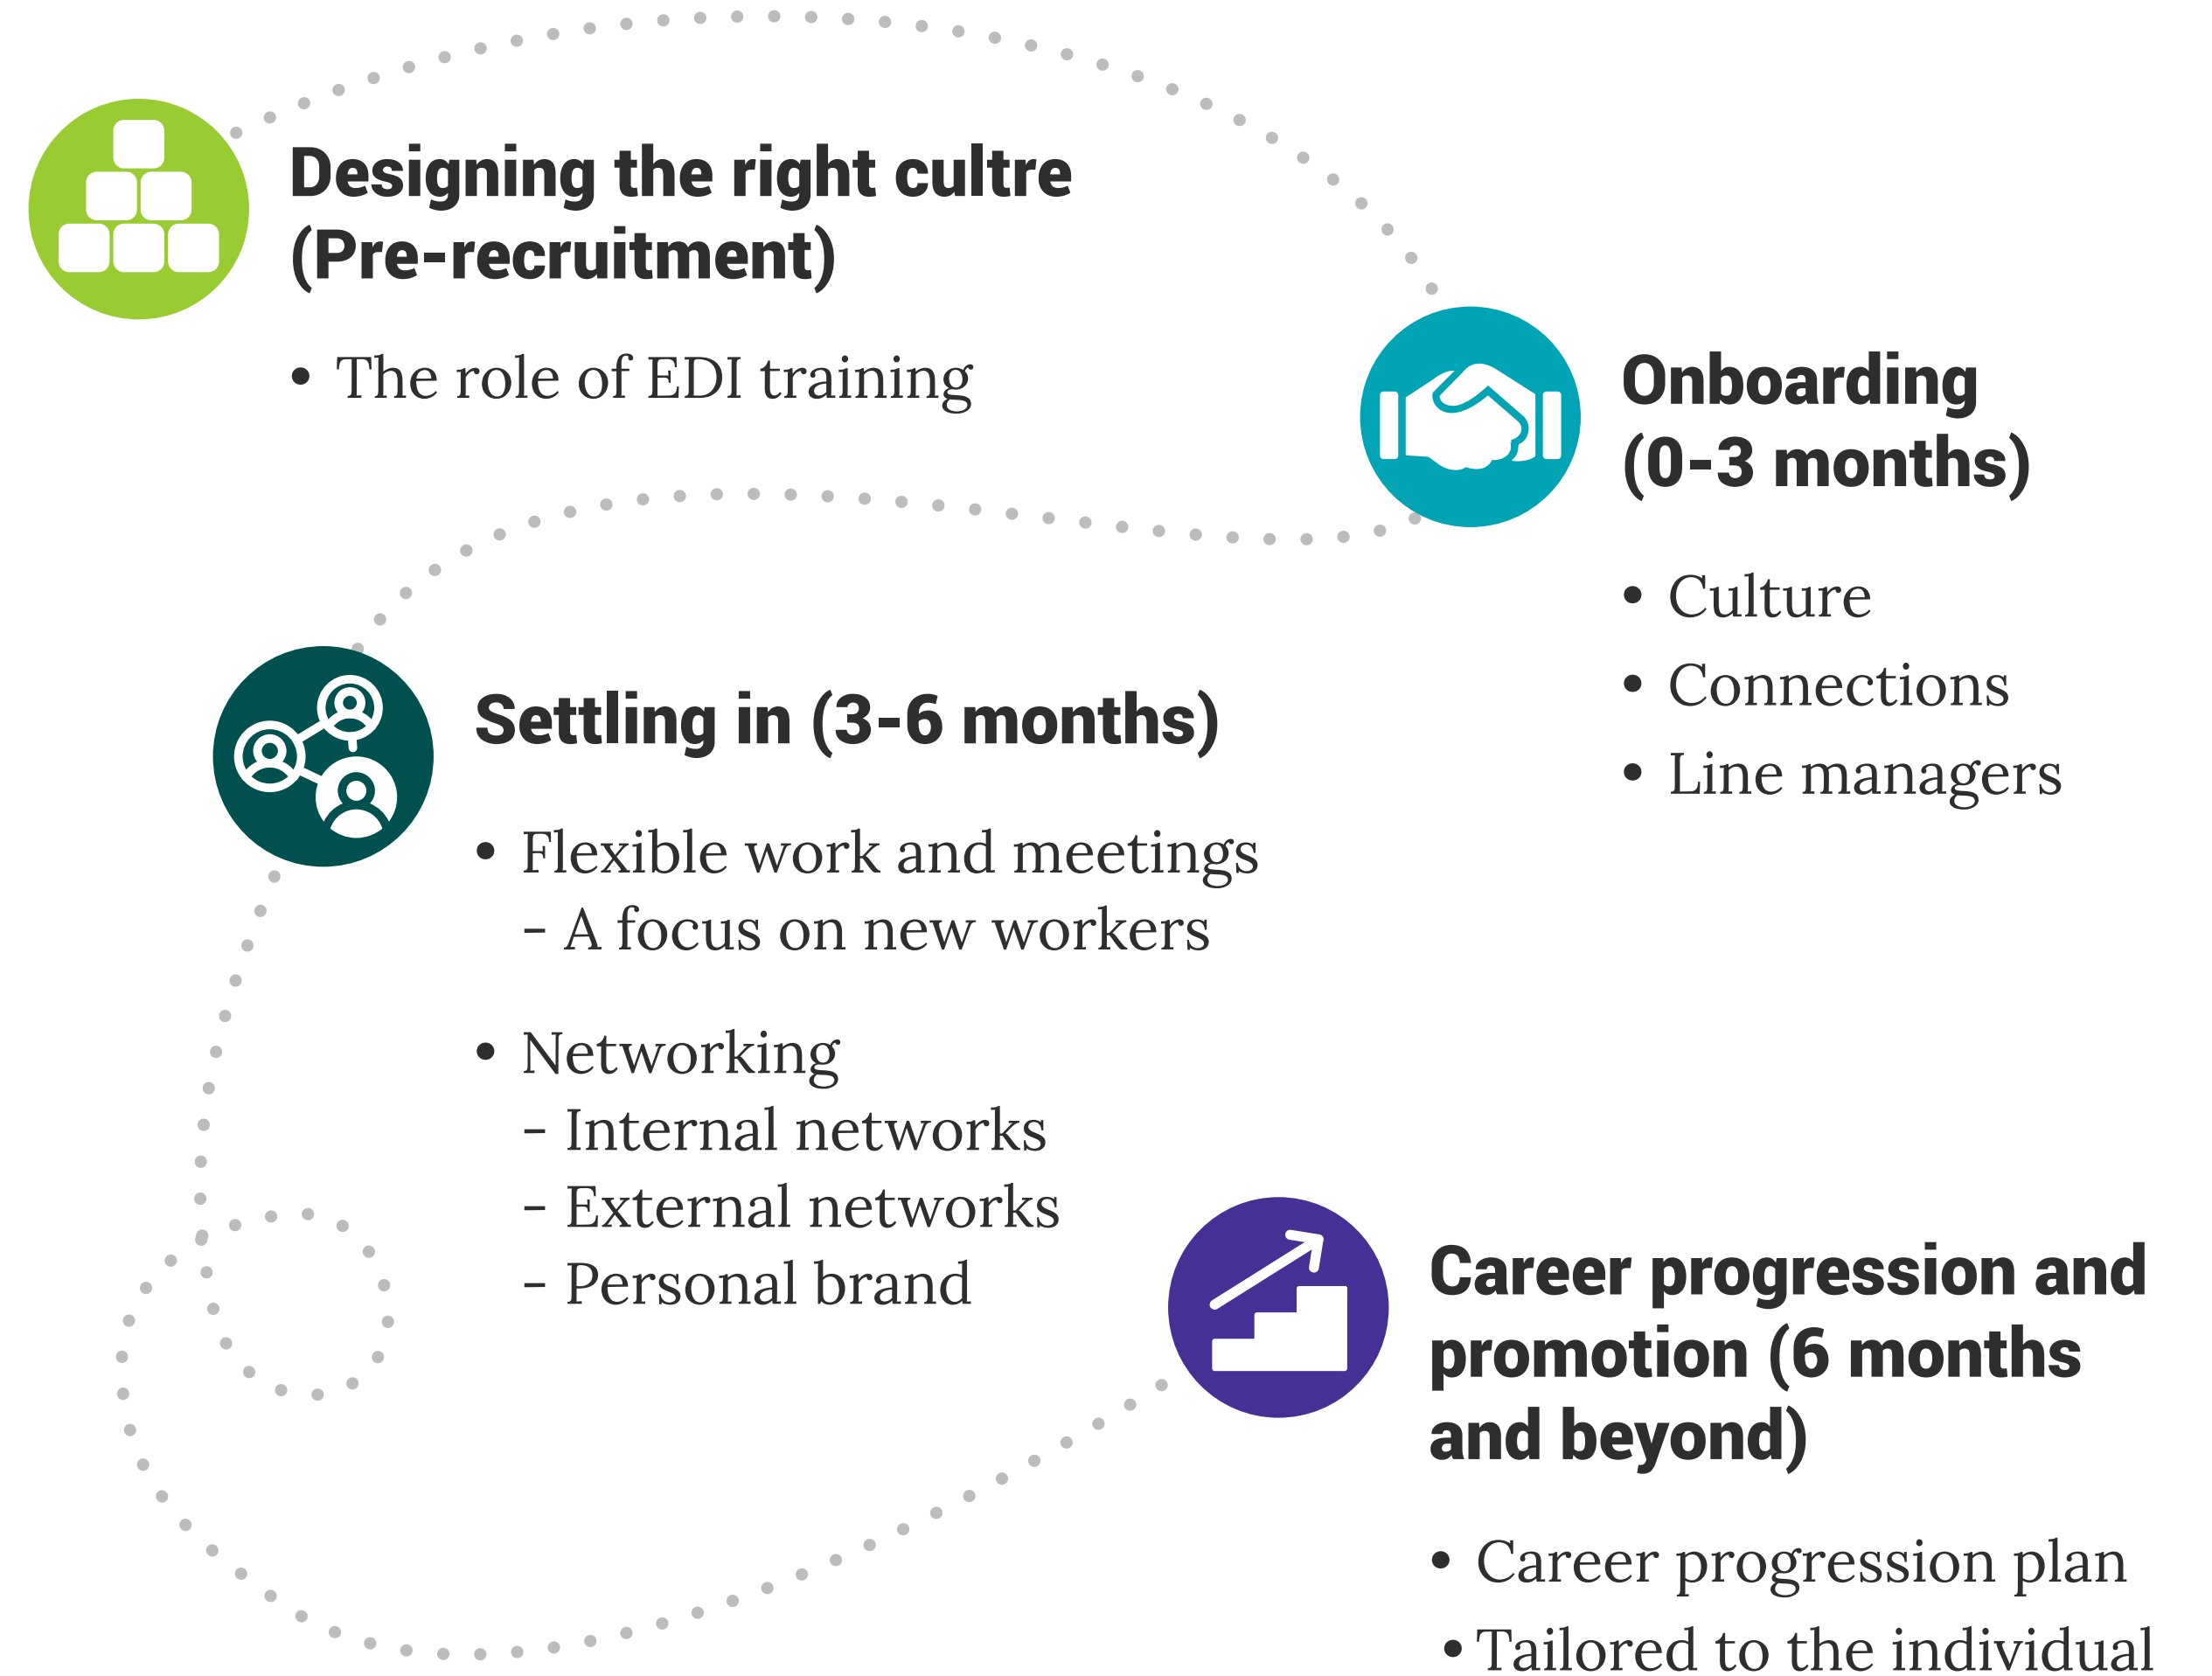 Designing the right cultre
(Pre-recruitment)
• The role of EDI training
Onboarding
(0-3 months)
• Culture
• Connections
• Line managers
Settling in (3-6 months)
• Flexible work and meetings
– A focus on new workers
• Networking
– Internal networks
– External networks
– Personal brand
Career progression and
promotion (6 months
and beyond)
• Career progression plan
• Tailored to the individual